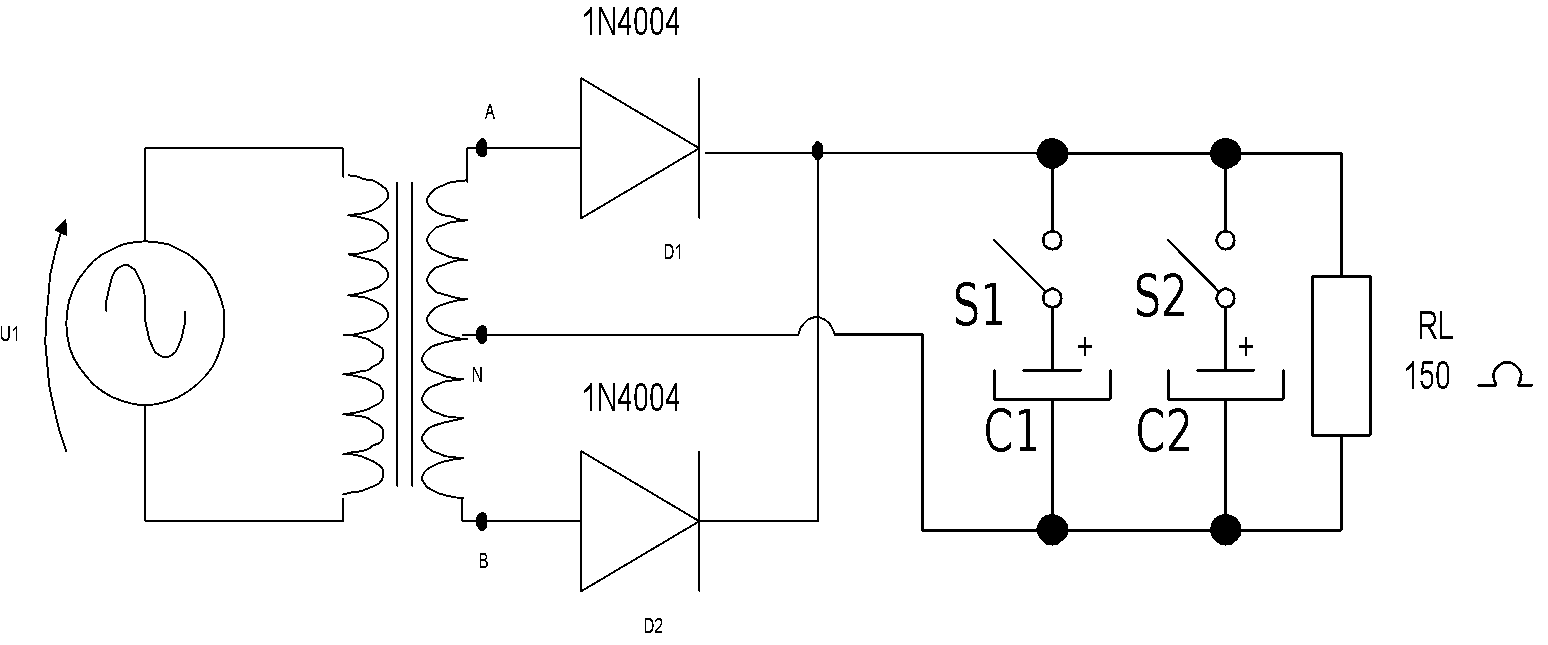 1N4004
A
D1
U1
S1
S2
+
+
RL
150 Ω
N
1N4004
C1
C2
B
D2